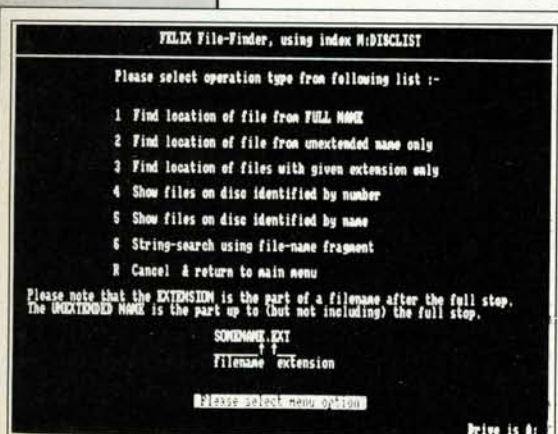 FELIX File-Finder, using index M:DISCLIST
Please select operation type from following list :-
1 Find location of file from FULL NAME
2 Find location of file from unextended name only
3 Find location of files with given extension only
4 Show files on disc identified by number
5 Show files on disc identified by name
6 String-search using file-name fragment
R Cancel & return to main menu
Please note that the EXTENSION is the part of a filename after the full stop.
The UNEXTENDED NAME is the part up to (but not including) the full stop.
SOMENAME.EXT
________↑ ↑___
filename extension
Please select menu option
Drive is A: